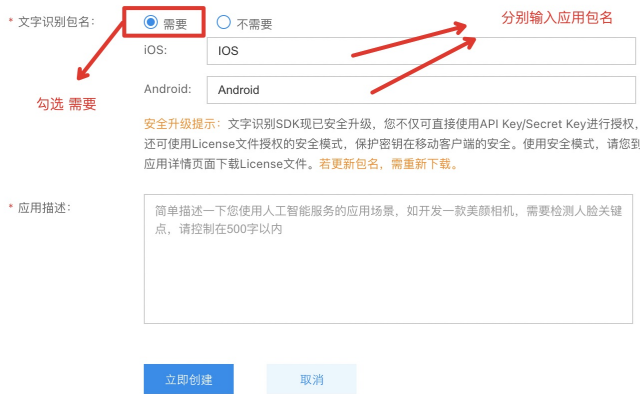 * 文字识别包名：
需要
不需要
分别输入应用包名
iOS:
IOS
勾选 需要
Android:
Android
安全升级提示：文字识别SDK现已安全升级，您不仅可直接使用API Key/Secret Key进行授权，
还可使用License文件授权的安全模式，保护密钥在移动客户端的安全。使用安全模式，请您到
应用详情页面下载License文件。若更新包名，需重新下载。
* 应用描述：
简单描述一下您使用人工智能服务的应用场景，如开发一款美颜相机，需要检测人脸关键
点，请控制在500字以内
立即创建
取消